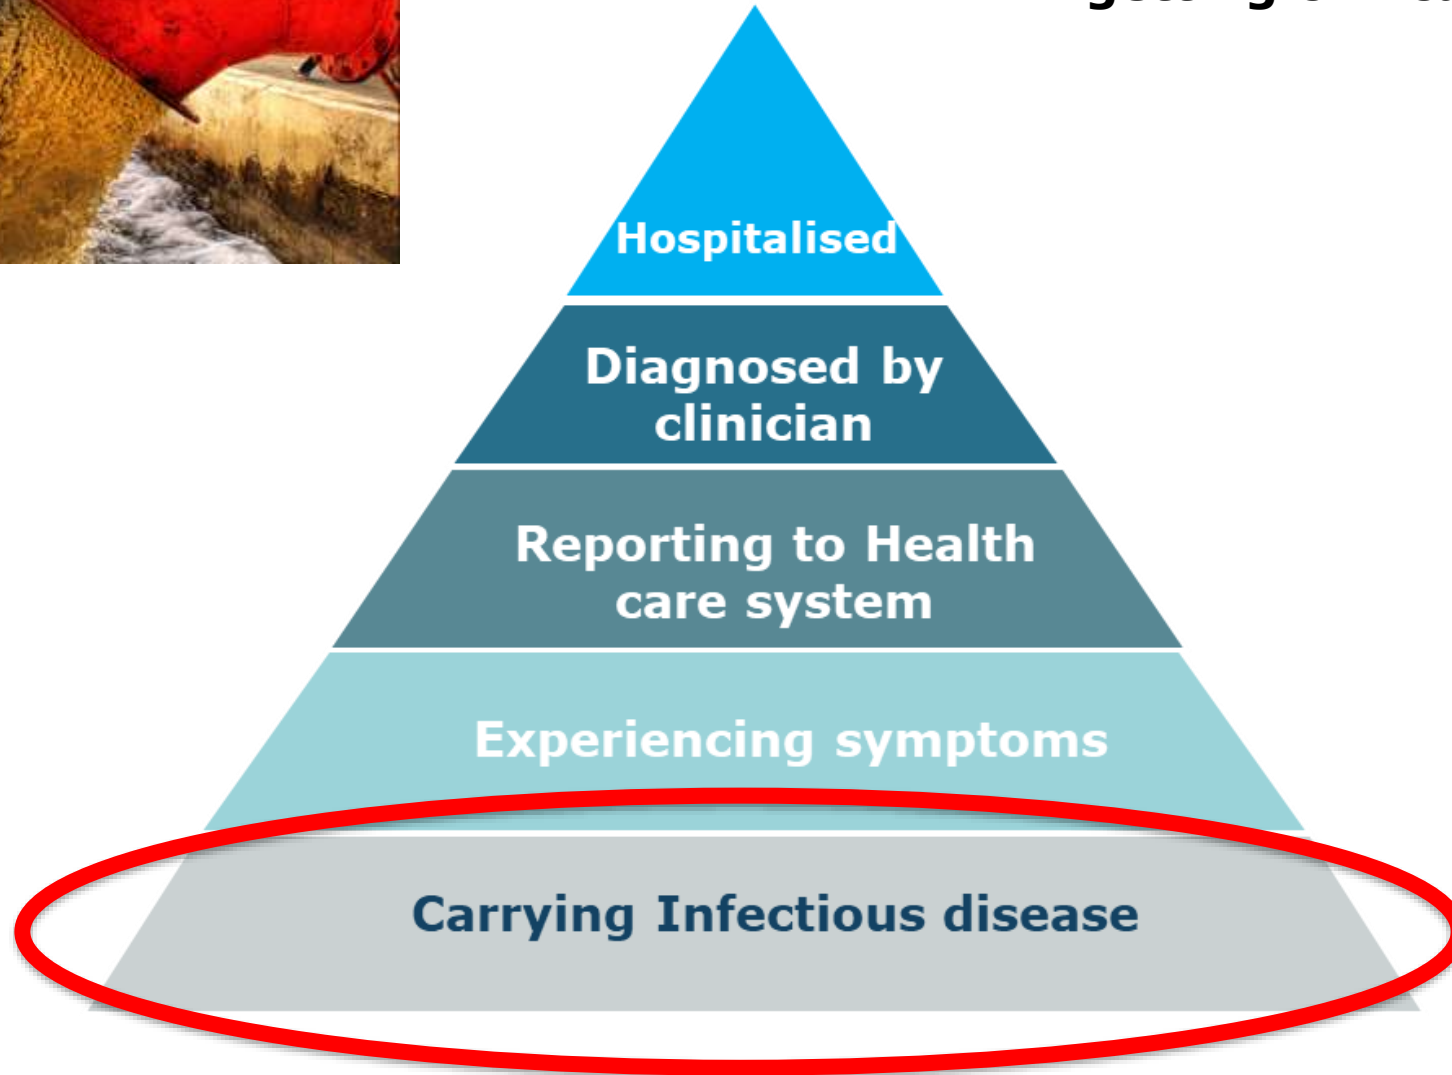 Hospitalised
Diagnosed by
clinician
Reporting to Health
care system
Experiencing symptoms
Carrying Infectious disease